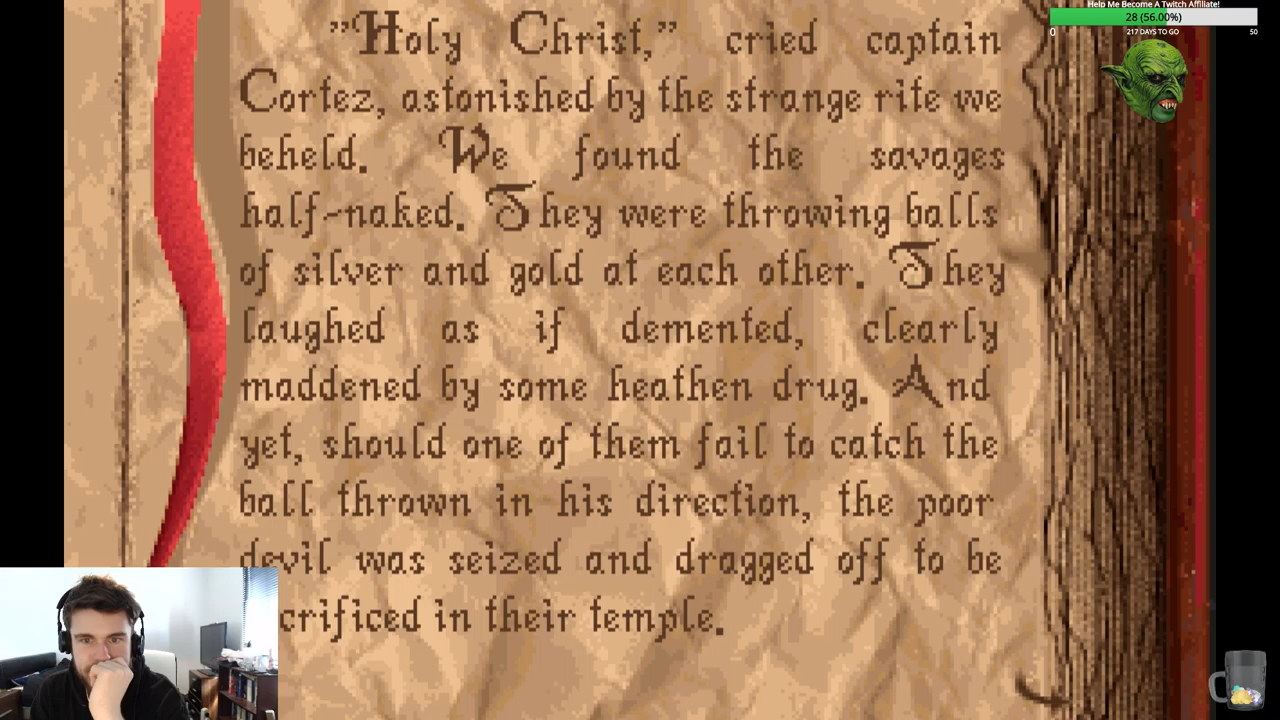 Help Me Become A Twitch Affiliate!
28 (56.00%)
0 217 DAYS TO GO 50
"Holy Christ," cried captain
Cortez, astonished by the strange rite we
beheld. We found the savages
half-naked. They were throwing balls
of silver and gold at each other. They
laughed as if demented, clearly
maddened by some heathen drug. And
yet, should one of them fail to catch the
ball thrown in his direction, the poor
devil was seized and dragged off to be
crificed in their temple.